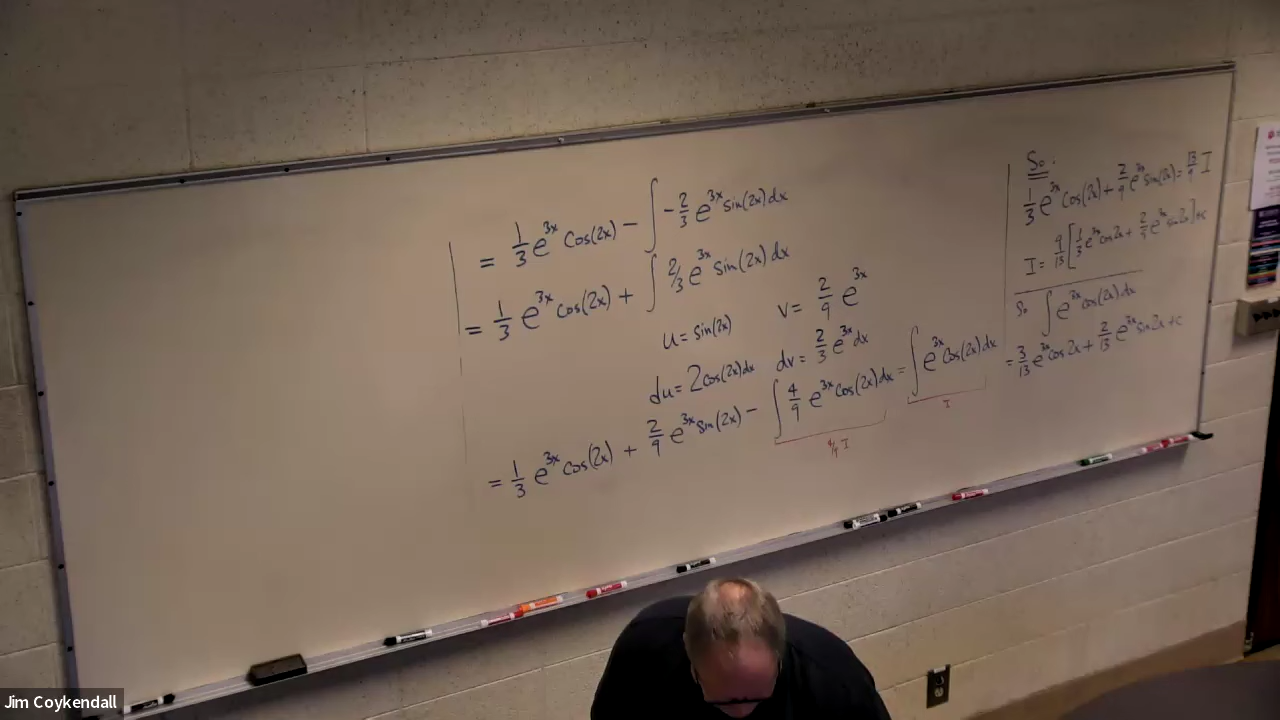 = 1/3 e^{3x} cos(2x) - ∫ -2/3 e^{3x} sin(2x) dx
= 1/3 e^{3x} cos(2x) + ∫ 2/3 e^{3x} sin(2x) dx
u = sin(2x) v = 2/9 e^{3x}
du = 2cos(2x)dx dv = 2/3 e^{3x} dx
= 1/3 e^{3x} cos(2x) + 2/9 e^{3x} sin(2x) - ∫ 4/9 e^{3x} cos(2x) dx = ∫ e^{3x} cos(2x) dx
4/9 I I
So:
1/3 e^{3x} cos(2x) + 2/9 e^{3x} sin(2x) = 13/9 I
I = 9/13 [1/3 e^{3x} cos 2x + 2/9 e^{3x} sin 2x] + c
So ∫ e^{3x} cos(2x) dx
= 3/13 e^{3x} cos 2x + 2/13 e^{3x} sin 2x + c
Jim Coykendall